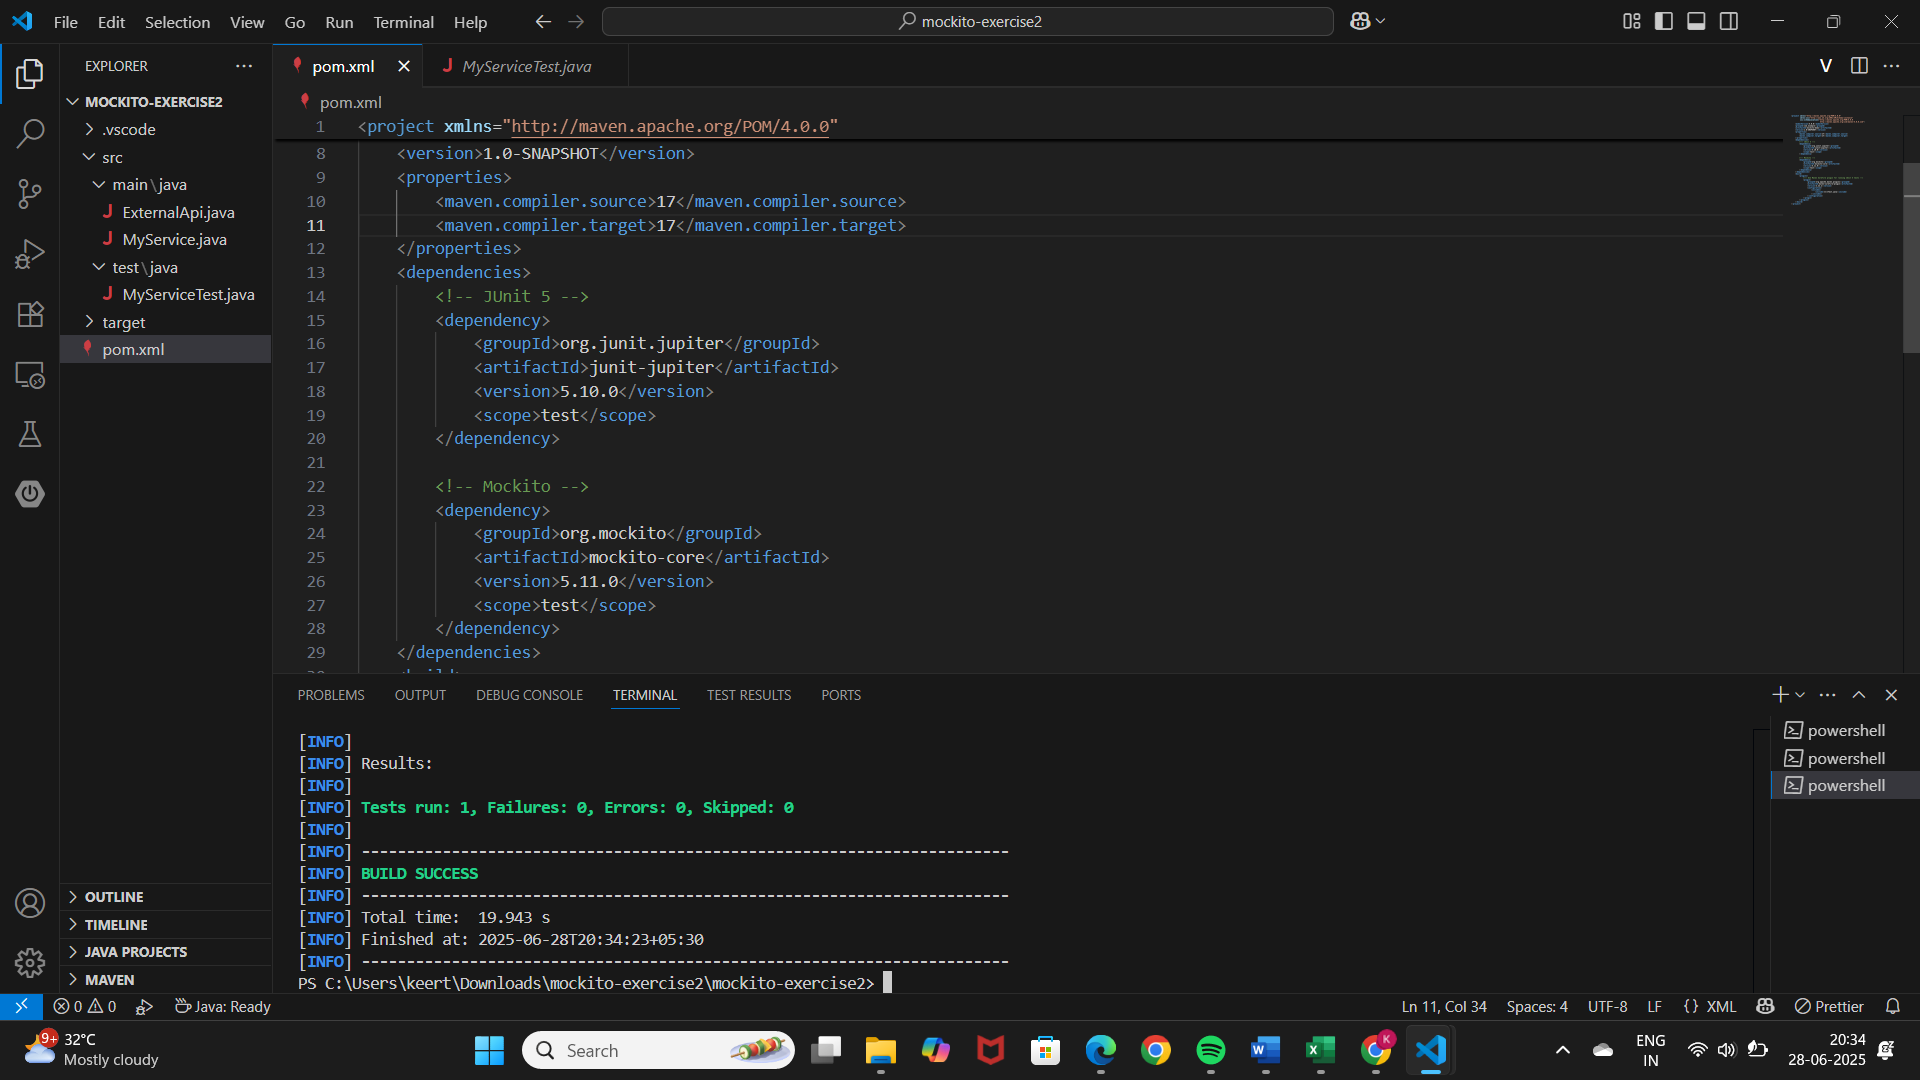 File Edit Selection View Go Run Terminal Help
mockito-exercise2
EXPLORER
MOCKITO-EXERCISE2
.vscode
src
main\java
ExternalApi.java
MyService.java
test\java
MyServiceTest.java
target
pom.xml
OUTLINE
TIMELINE
JAVA PROJECTS
MAVEN
pom.xml
MyServiceTest.java
V
pom.xml
1 <project xmlns="http://maven.apache.org/POM/4.0.0"
8 <version>1.0-SNAPSHOT</version>
9 <properties>
10 <maven.compiler.source>17</maven.compiler.source>
11 <maven.compiler.target>17</maven.compiler.target>
12 </properties>
13 <dependencies>
14 <!-- JUnit 5 -->
15 <dependency>
16 <groupId>org.junit.jupiter</groupId>
17 <artifactId>junit-jupiter</artifactId>
18 <version>5.10.0</version>
19 <scope>test</scope>
20 </dependency>
21
22 <!-- Mockito -->
23 <dependency>
24 <groupId>org.mockito</groupId>
25 <artifactId>mockito-core</artifactId>
26 <version>5.11.0</version>
27 <scope>test</scope>
28 </dependency>
29 </dependencies>
PROBLEMS OUTPUT DEBUG CONSOLE TERMINAL TEST RESULTS PORTS
[INFO]
[INFO] Results:
[INFO]
[INFO] Tests run: 1, Failures: 0, Errors: 0, Skipped: 0
[INFO]
[INFO] ------------------------------------------------------------------------
[INFO] BUILD SUCCESS
[INFO] ------------------------------------------------------------------------
[INFO] Total time:  19.943 s
[INFO] Finished at: 2025-06-28T20:34:23+05:30
[INFO] ------------------------------------------------------------------------
PS C:\Users\keert\Downloads\mockito-exercise2\mockito-exercise2>
powershell
powershell
powershell
0 0 Java: Ready
Ln 11, Col 34 Spaces: 4 UTF-8 LF {} XML Prettier
9+ 32°C
Mostly cloudy
Search
W
X
K
ENG
IN
20:34
28-06-2025